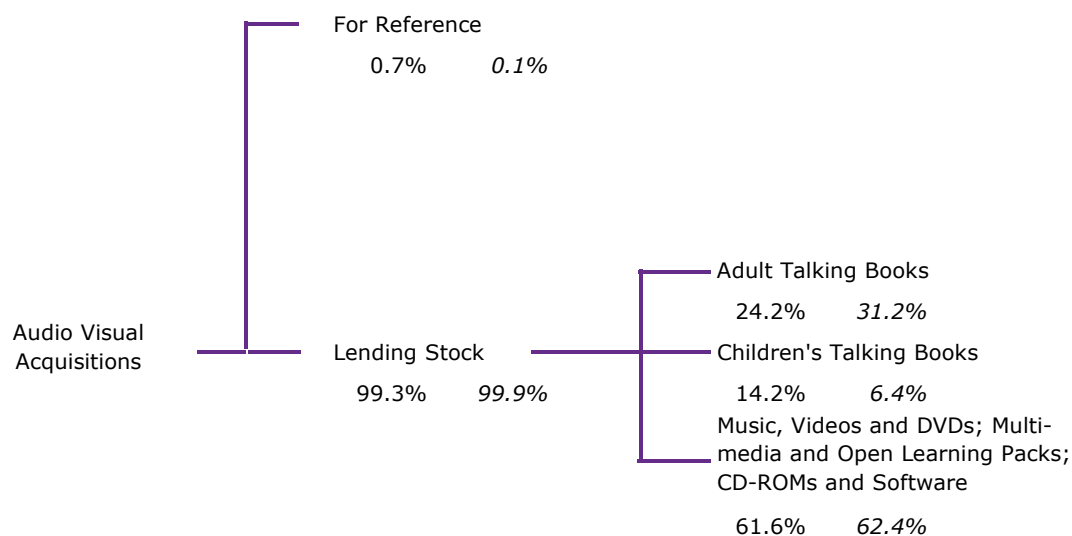 For Reference
0.7% 0.1%
Audio Visual
Acquisitions
Lending Stock
99.3% 99.9%
Adult Talking Books
24.2% 31.2%
Children's Talking Books
14.2% 6.4%
Music, Videos and DVDs; Multi-
media and Open Learning Packs;
CD-ROMs and Software
61.6% 62.4%